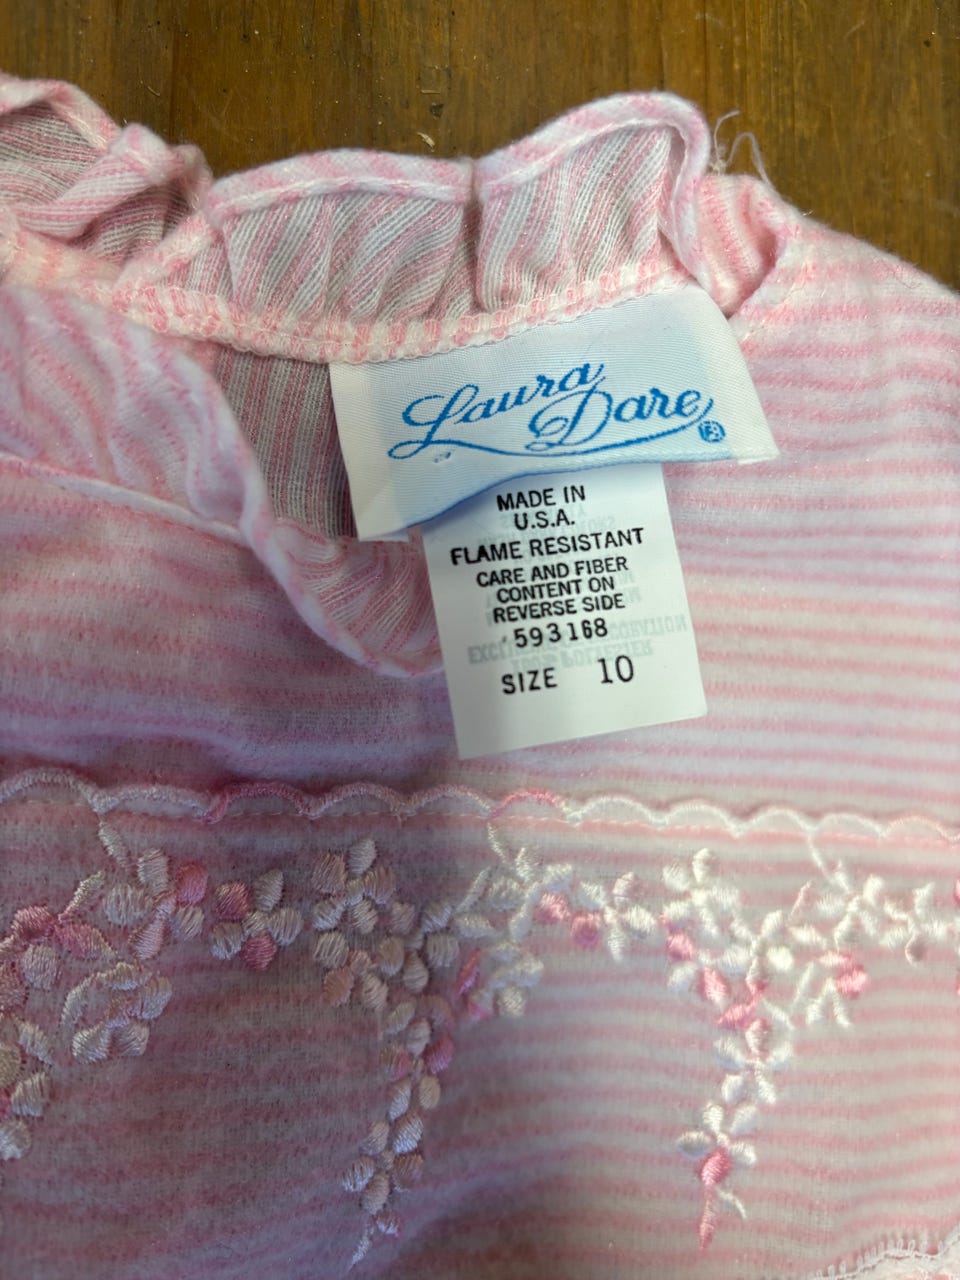 Laura
Dare
MADE IN
U.S.A.
FLAME RESISTANT
CARE AND FIBER
CONTENT ON
REVERSE SIDE
593168
SIZE 10